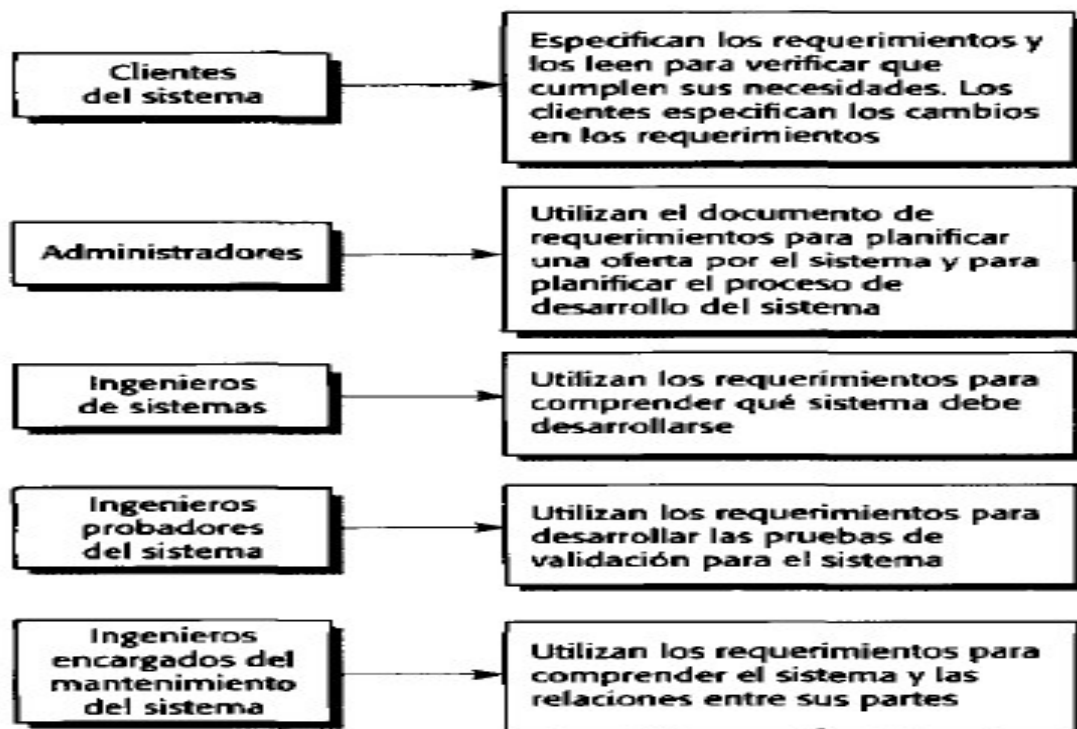 Clientes
del sistema
Especifican los requerimientos y
los leen para verificar que
cumplen sus necesidades. Los
clientes especifican los cambios
en los requerimientos
Administradores
Utilizan el documento de
requerimientos para planificar
una oferta por el sistema y para
planificar el proceso de
desarrollo del sistema
Ingenieros
de sistemas
Utilizan los requerimientos para
comprender qué sistema debe
desarrollarse
Ingenieros
probadores
del sistema
Utilizan los requerimientos para
desarrollar las pruebas de
validación para el sistema
Ingenieros
encargados del
mantenimiento
del sistema
Utilizan los requerimientos para
comprender el sistema y las
relaciones entre sus partes